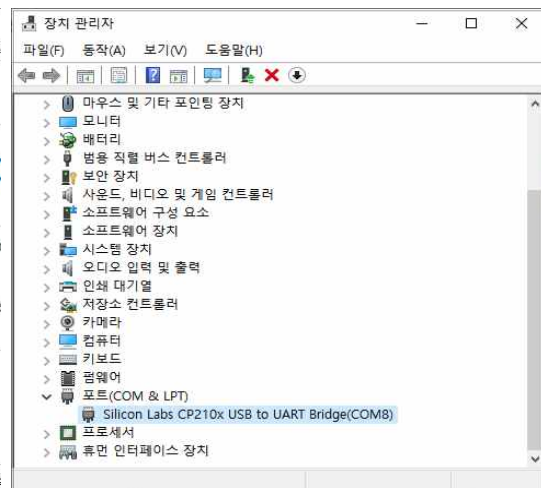 장치 관리자
파일(F) 동작(A) 보기(V) 도움말(H)
마우스 및 기타 포인팅 장치
모니터
배터리
범용 직렬 버스 컨트롤러
보안 장치
사운드, 비디오 및 게임 컨트롤러
소프트웨어 구성 요소
소프트웨어 장치
시스템 장치
오디오 입력 및 출력
인쇄 대기열
저장소 컨트롤러
카메라
컴퓨터
키보드
펌웨어
포트(COM & LPT)
Silicon Labs CP210x USB to UART Bridge(COM8)
프로세서
휴먼 인터페이스 장치